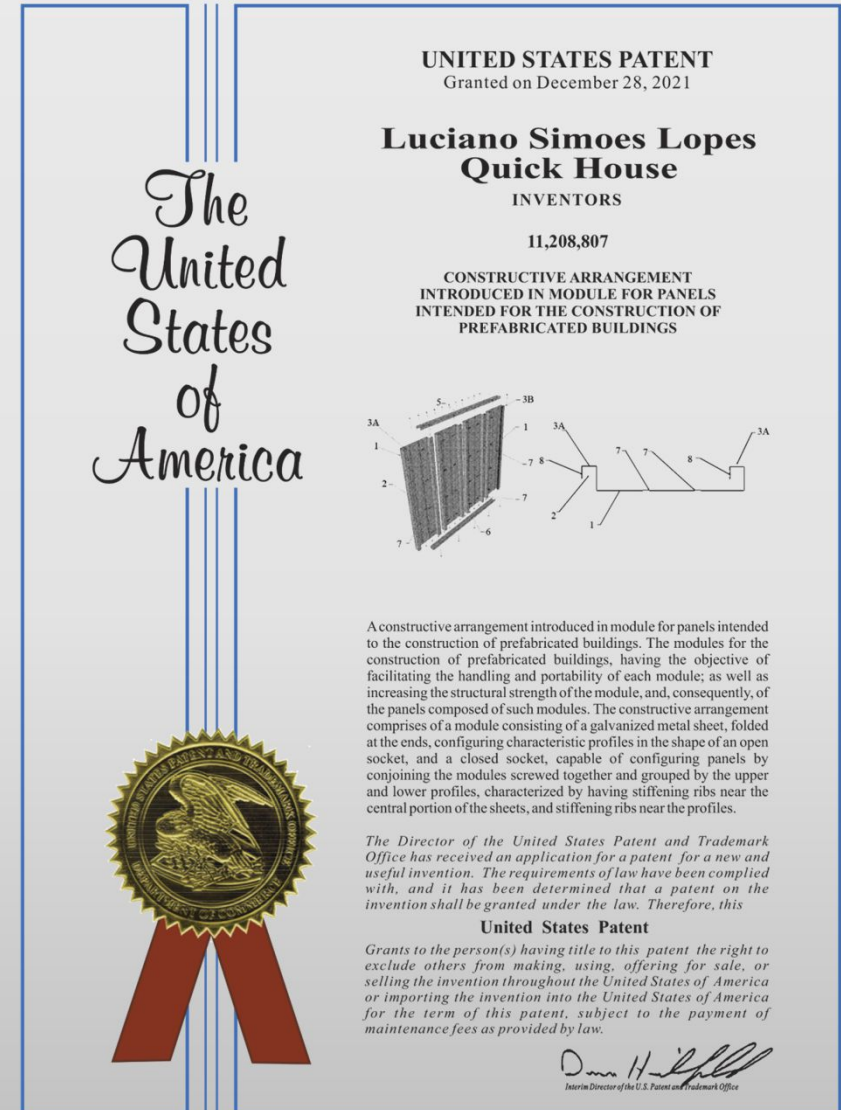 The
United
States
of
America
UNITED STATES PATENT
Granted on December 28, 2021
Luciano Simoes Lopes
Quick House
INVENTORS
11,208,807
CONSTRUCTIVE ARRANGEMENT
INTRODUCED IN MODULE FOR PANELS
INTENDED FOR THE CONSTRUCTION OF
PREFABRICATED BUILDINGS
5
3B
3A
1
1
7
2
7
7
6
3A
3A
8
7
7
8
2
1
A constructive arrangement introduced in module for panels intended
to the construction of prefabricated buildings. The modules for the
construction of prefabricated buildings, having the objective of
facilitating the handling and portability of each module; as well as
increasing the structural strength of the module, and, consequently, of
the panels composed of such modules. The constructive arrangement
comprises of a module consisting of a galvanized metal sheet, folded
at the ends, configuring characteristic profiles in the shape of an open
socket, and a closed socket, capable of configuring panels by
conjoining the modules screwed together and grouped by the upper
and lower profiles, characterized by having stiffening ribs near the
central portion of the sheets, and stiffening ribs near the profiles.
The Director of the United States Patent and Trademark
Office has received an application for a patent for a new and
useful invention. The requirements of law have been complied
with, and it has been determined that a patent on the
invention shall be granted under the law. Therefore, this
United States Patent
Grants to the person(s) having title to this patent the right to
exclude others from making, using, offering for sale, or
selling the invention throughout the United States of America
or importing the invention into the United States of America
for the term of this patent, subject to the payment of
maintenance fees as provided by law.
Interim Director of the U.S. Patent and Trademark Office
UNITED STATES PATENT AND TRADEMARK OFFICE
DEPARTMENT OF COMMERCE